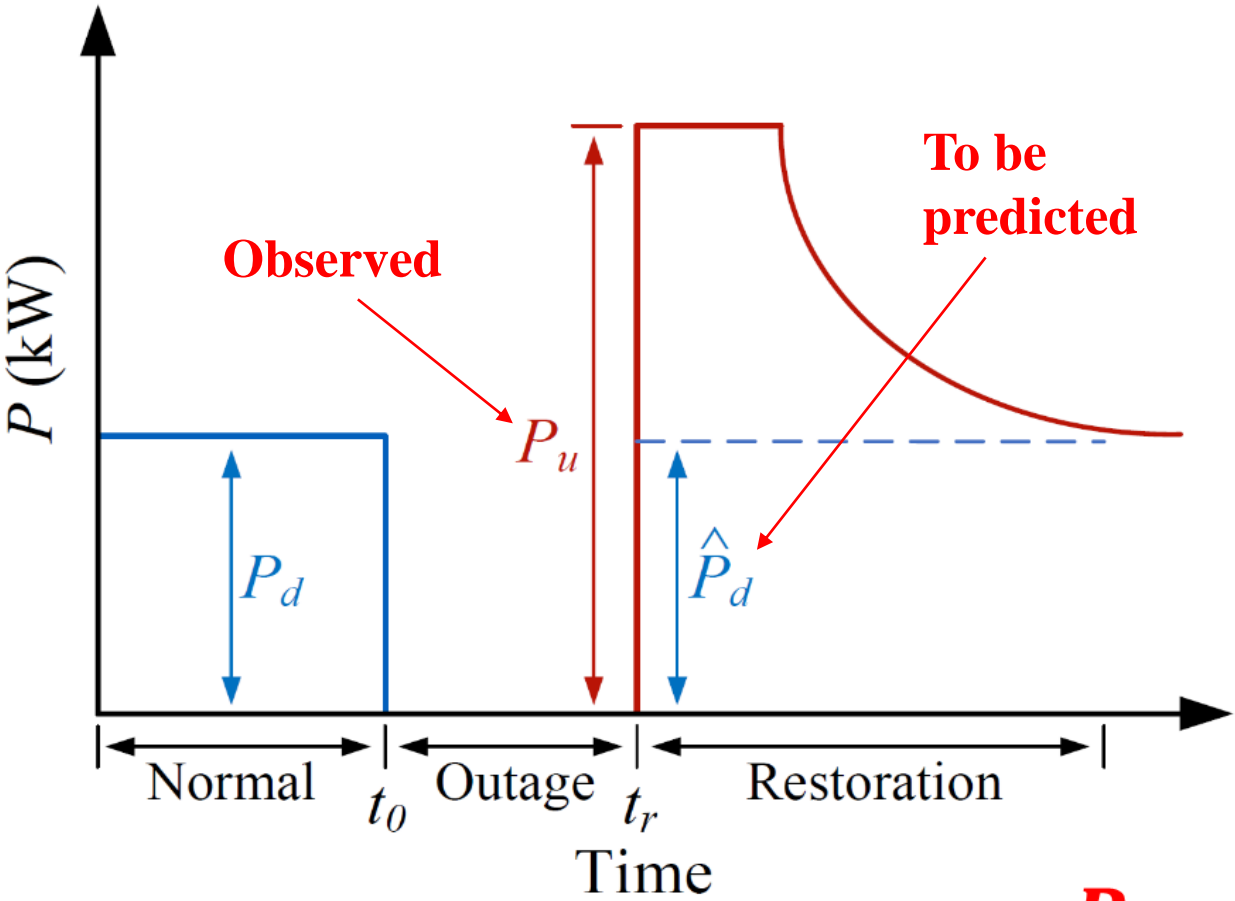 To be
predicted
Observed
P (kW)
P_u
P_d
P̂_d
Normal
t_0
Outage
t_r
Restoration
Time